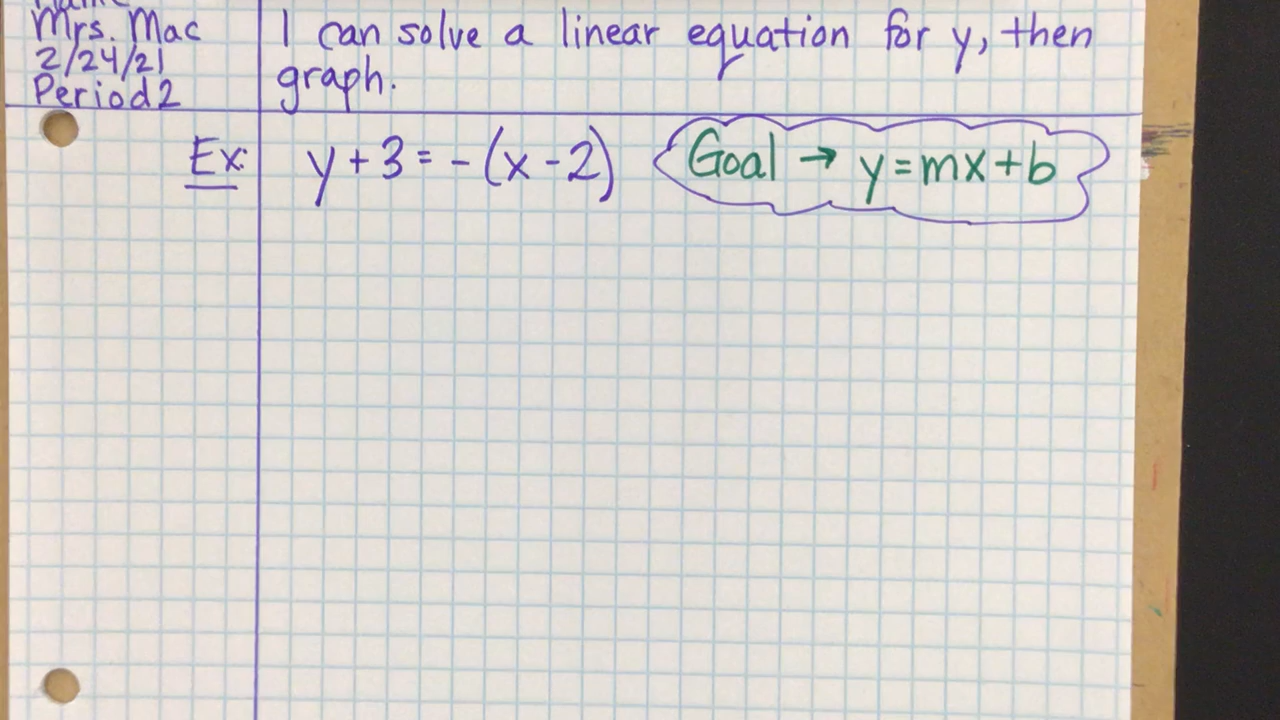 Mrs. Mac
2/24/21
Period 2
I can solve a linear equation for y, then
graph.
Ex:
y + 3 = - (x - 2)
Goal → y = mx + b